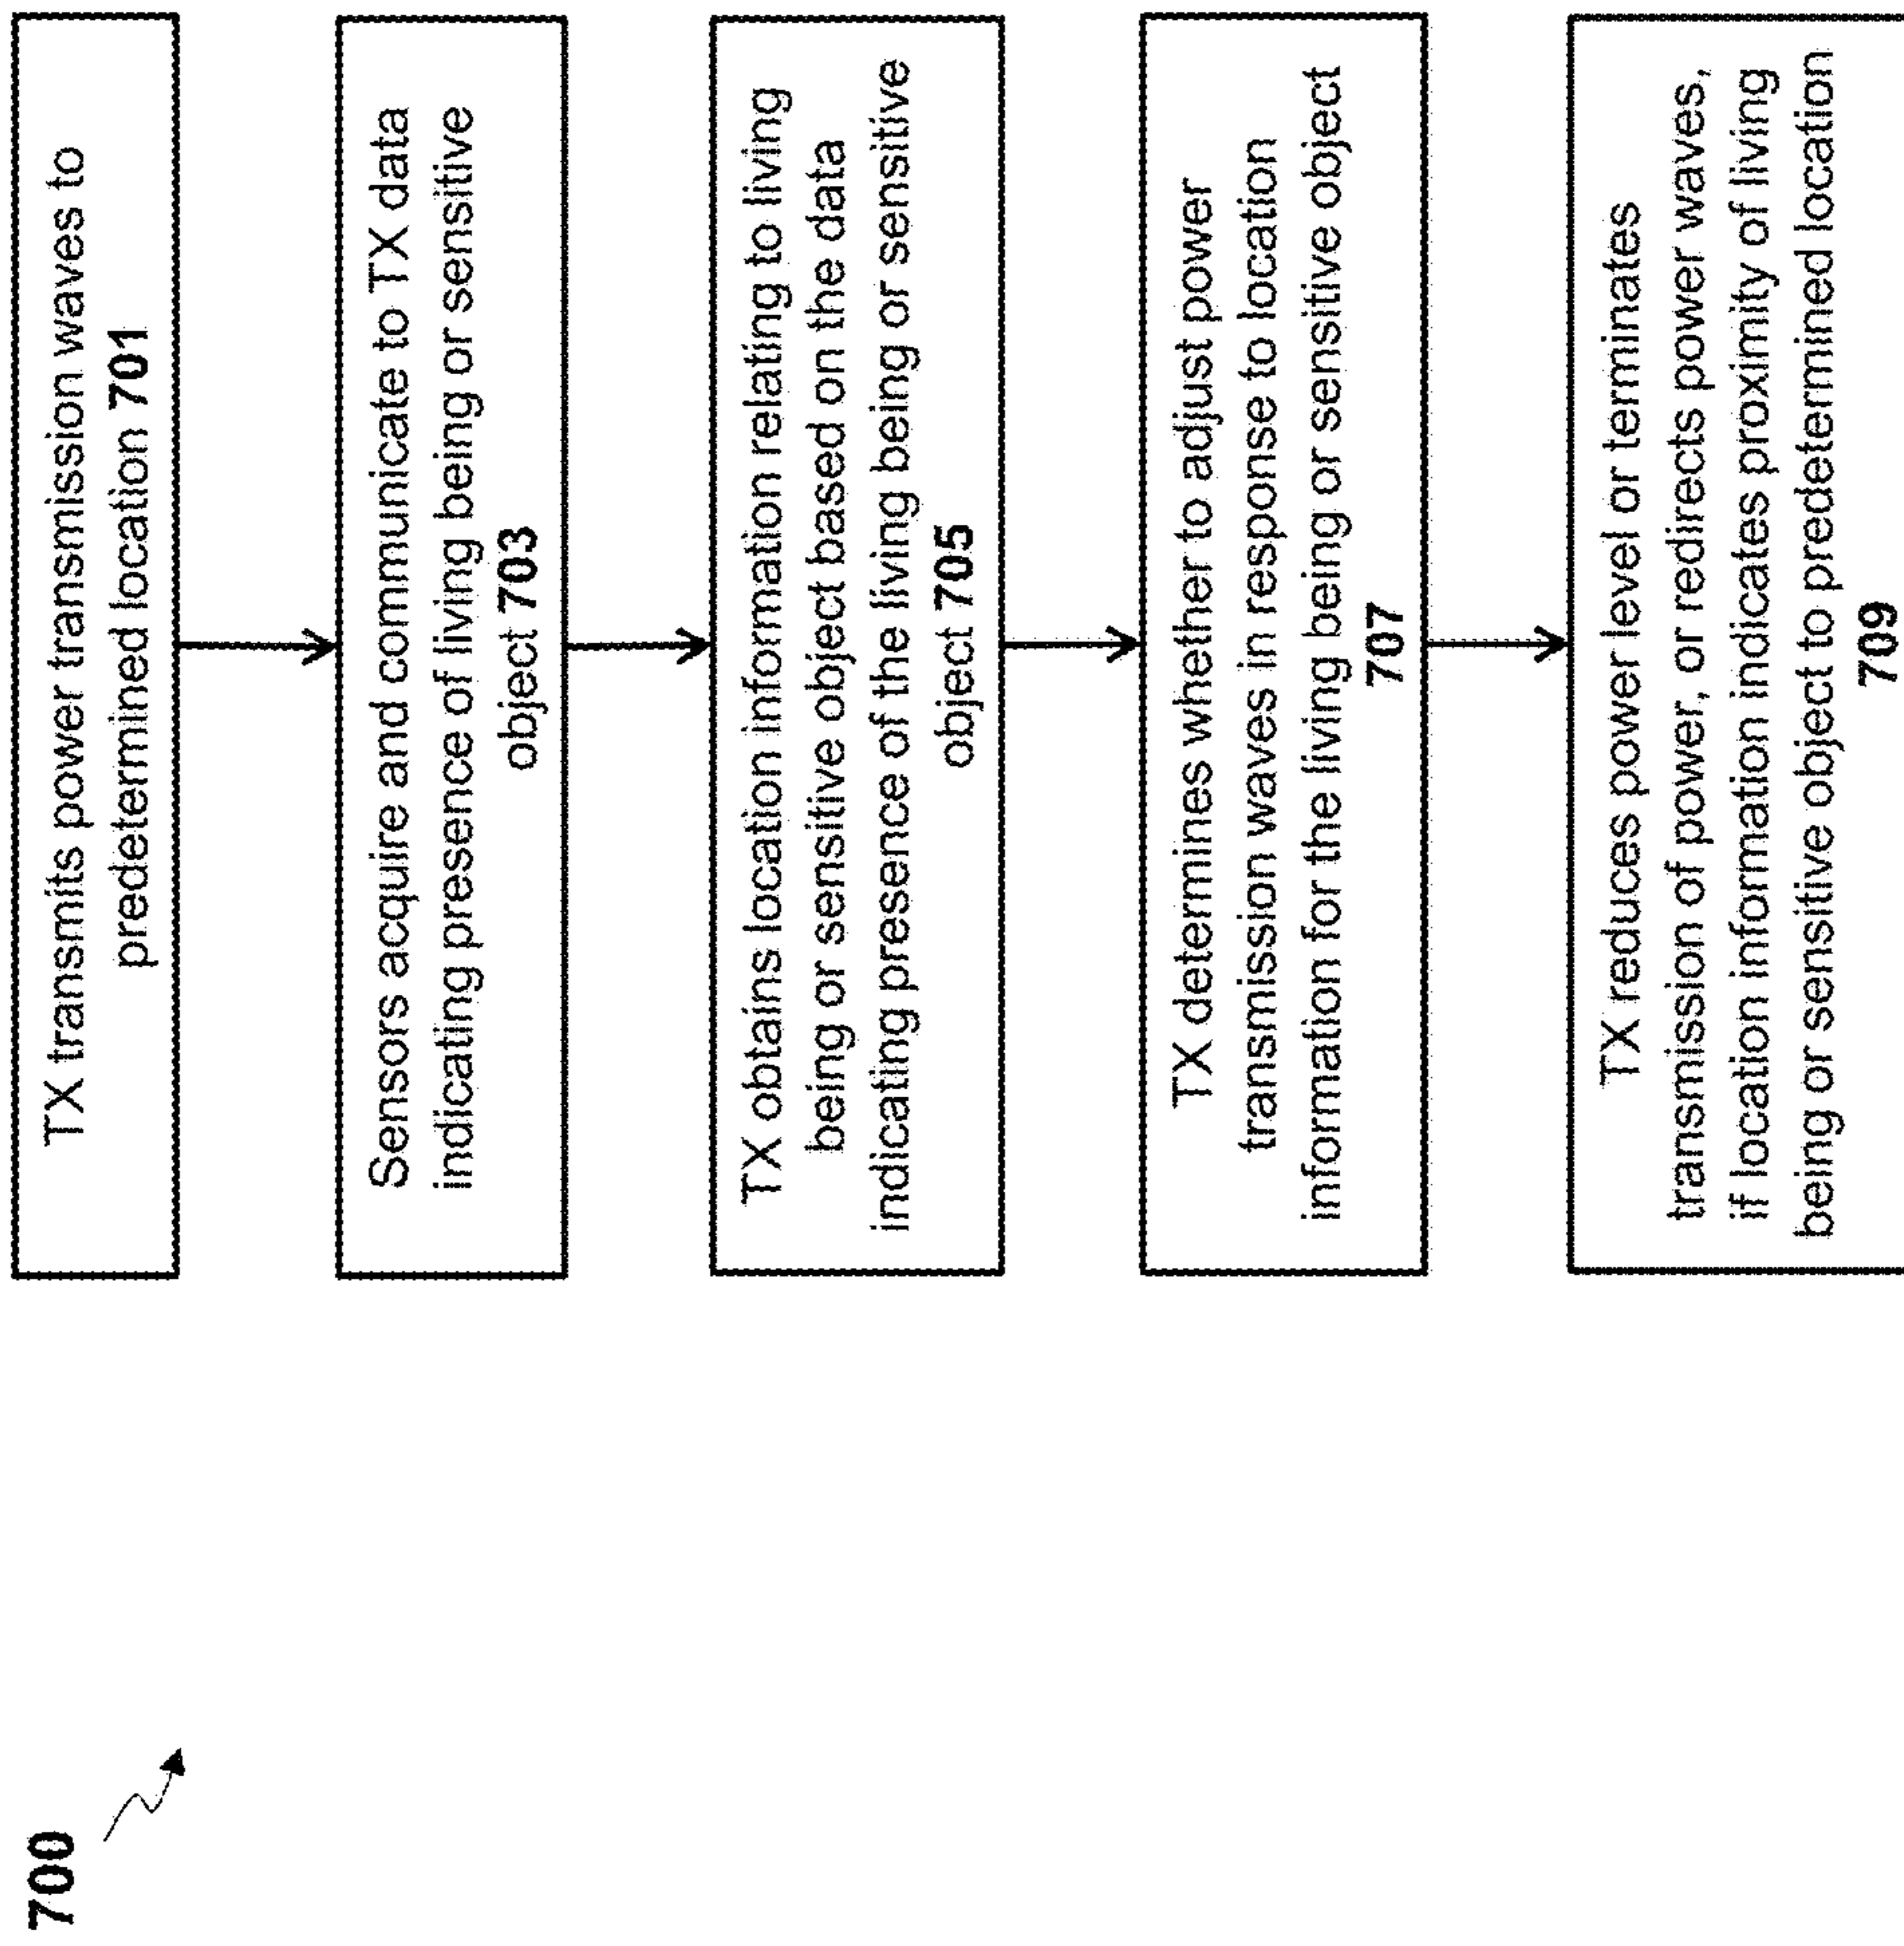 700
TX transmits power transmission waves to
predetermined location 701
Sensors acquire and communicate to TX data
indicating presence of living being or sensitive
object 703
TX obtains location information relating to living
being or sensitive object based on the data
indicating presence of the living being or sensitive
object 705
TX determines whether to adjust power
transmission waves in response to location
information for the living being or sensitive object
707
TX reduces power level or terminates
transmission of power, or redirects power waves,
if location information indicates proximity of living
being or sensitive object to predetermined location
709